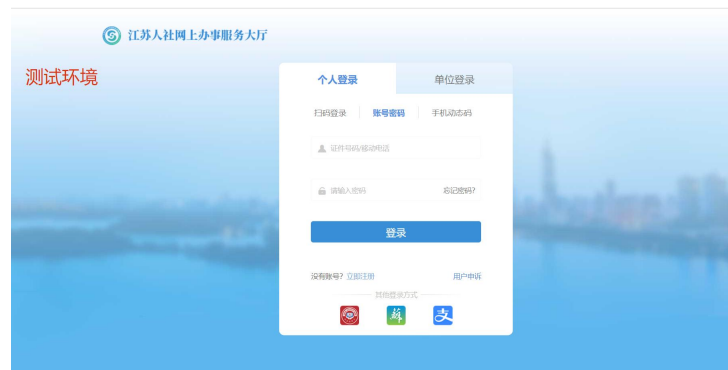 江苏人社网上办事服务大厅
测试环境
个人登录 单位登录
扫码登录 账号密码 手机动态码
证件号码/移动电话
请输入密码 忘记密码?
登录
没有账号? 立即注册 用户申诉
其他登录方式
苏
支